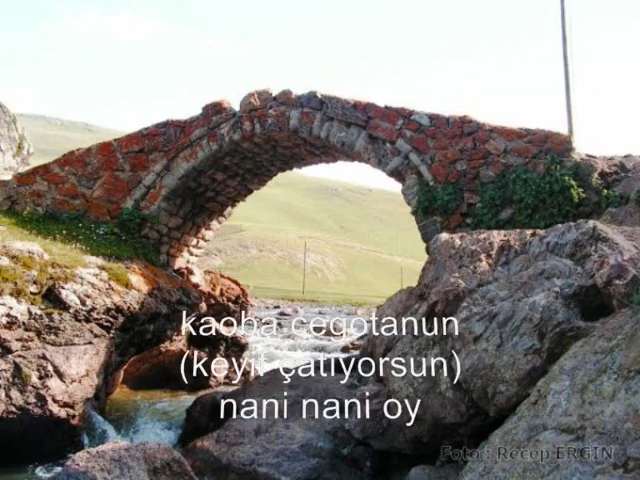 kaoba cegotanun
(keyif çatıyorsun)
nani nani oy
Foto : Recep ERGİN